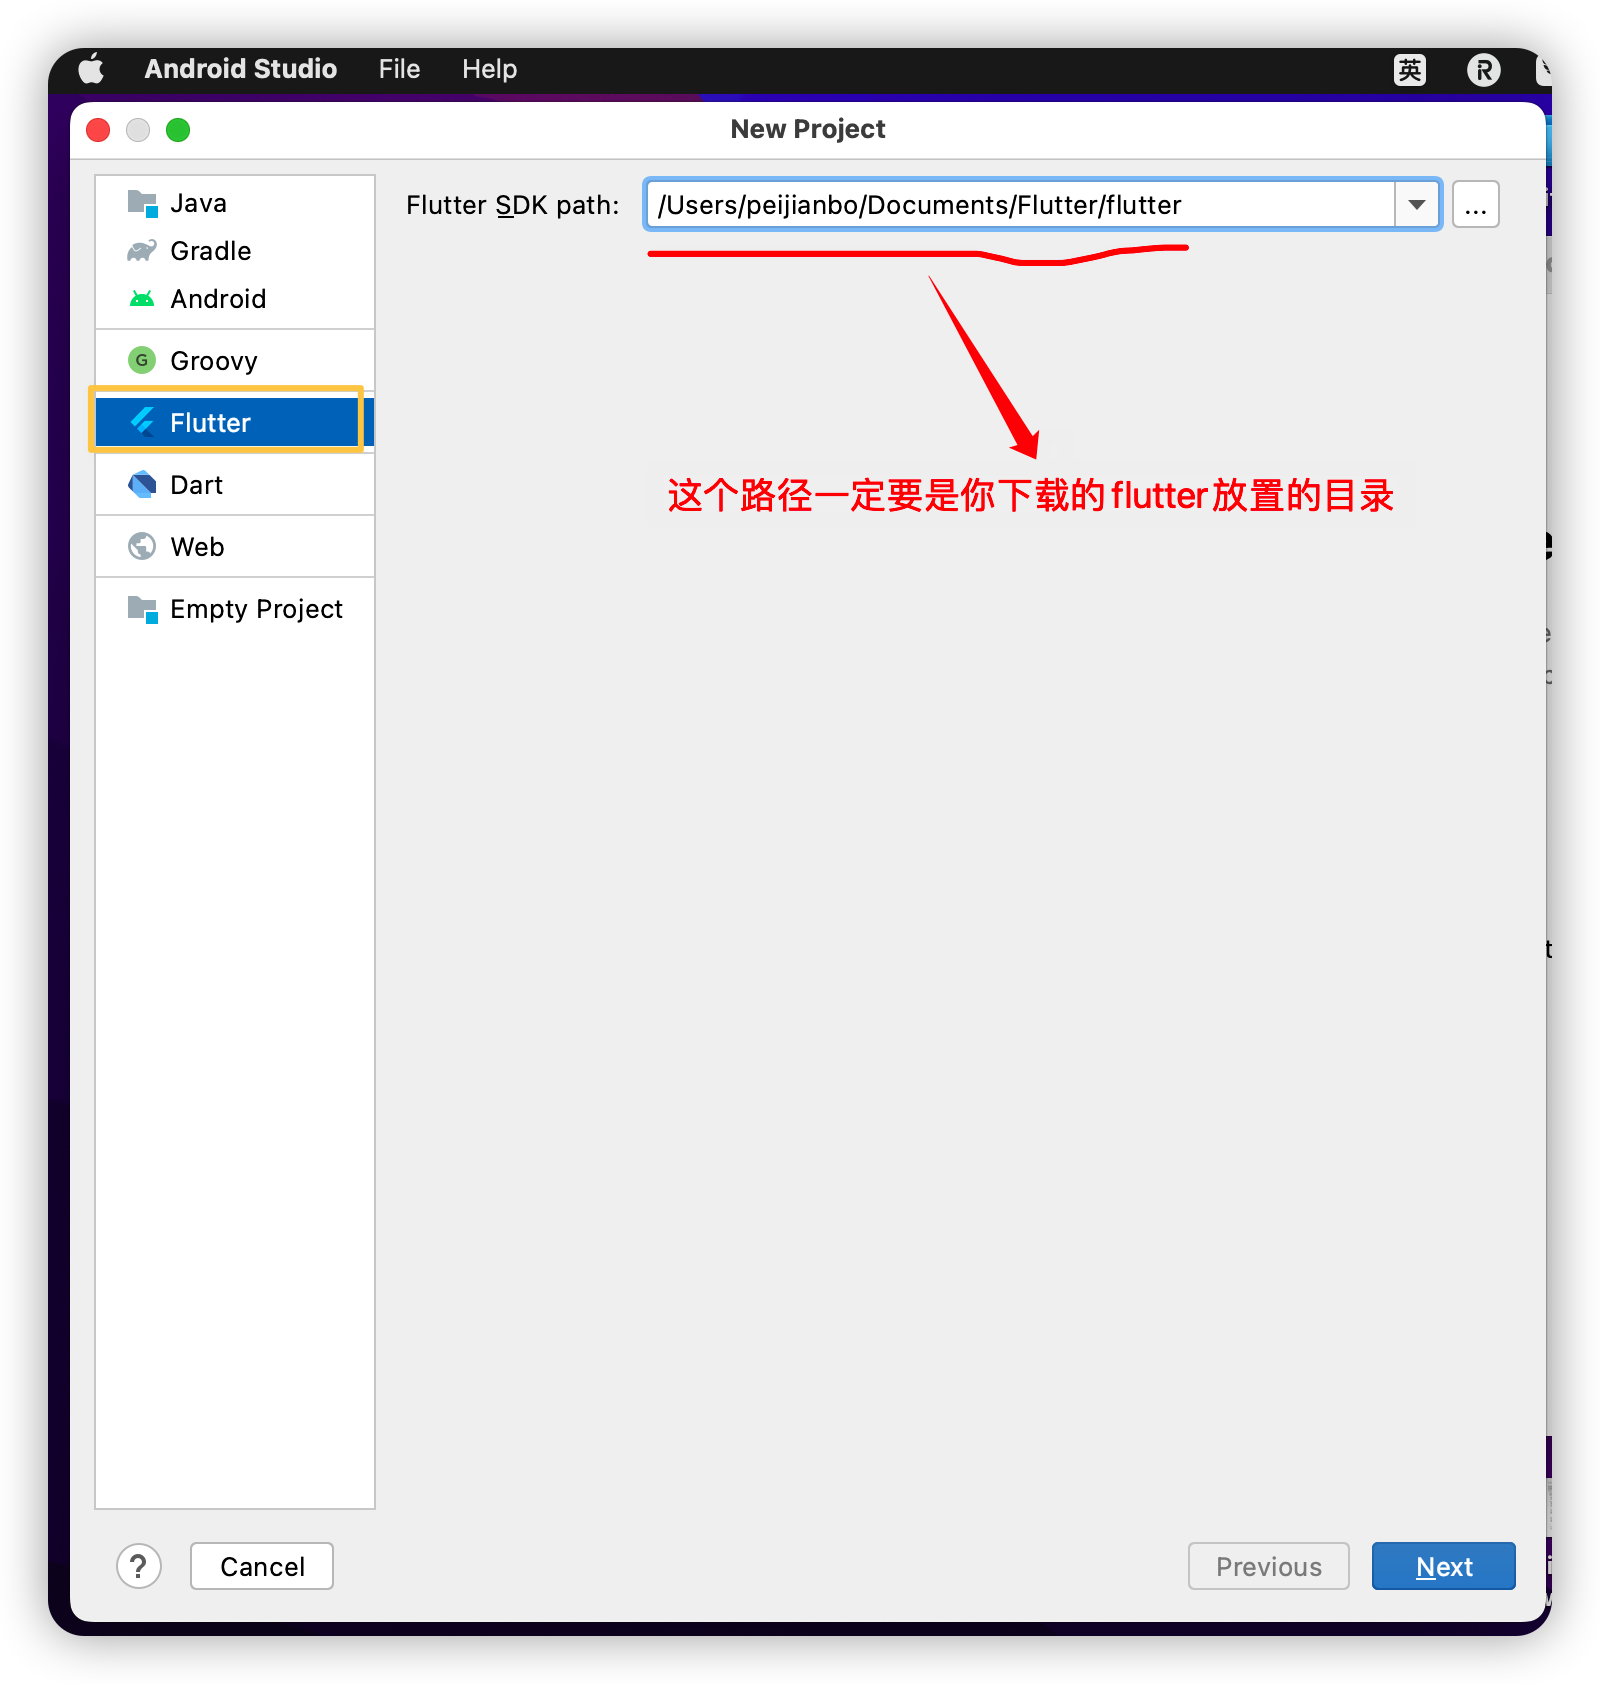 Android Studio File Help 英 R
New Project
Java
Gradle
Android
G Groovy
Flutter
Dart
Web
Empty Project
Flutter SDK path: /Users/peijianbo/Documents/Flutter/flutter ...
这个路径一定要是你下载的flutter放置的目录
? Cancel Previous Next